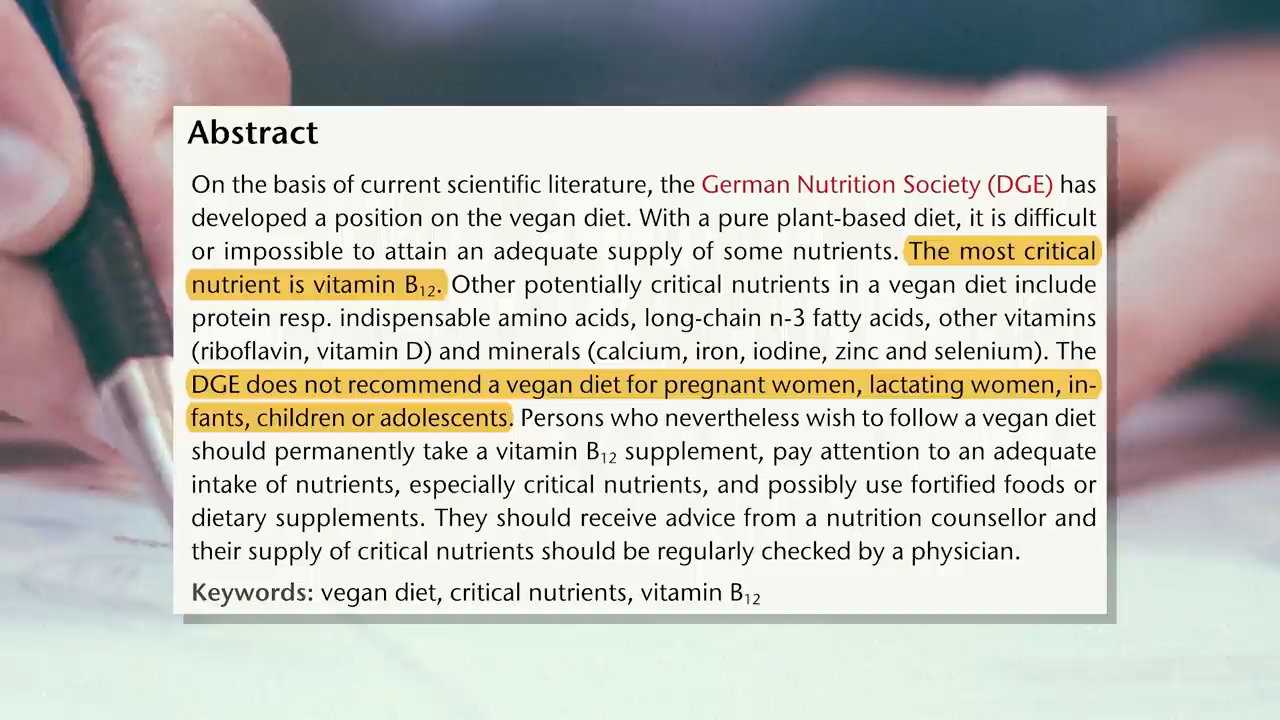 Abstract
On the basis of current scientific literature, the German Nutrition Society (DGE) has
developed a position on the vegan diet. With a pure plant-based diet, it is difficult
or impossible to attain an adequate supply of some nutrients. The most critical
nutrient is vitamin B₁₂. Other potentially critical nutrients in a vegan diet include
protein resp. indispensable amino acids, long-chain n-3 fatty acids, other vitamins
(riboflavin, vitamin D) and minerals (calcium, iron, iodine, zinc and selenium). The
DGE does not recommend a vegan diet for pregnant women, lactating women, in-
fants, children or adolescents. Persons who nevertheless wish to follow a vegan diet
should permanently take a vitamin B₁₂ supplement, pay attention to an adequate
intake of nutrients, especially critical nutrients, and possibly use fortified foods or
dietary supplements. They should receive advice from a nutrition counsellor and
their supply of critical nutrients should be regularly checked by a physician.
Keywords: vegan diet, critical nutrients, vitamin B₁₂